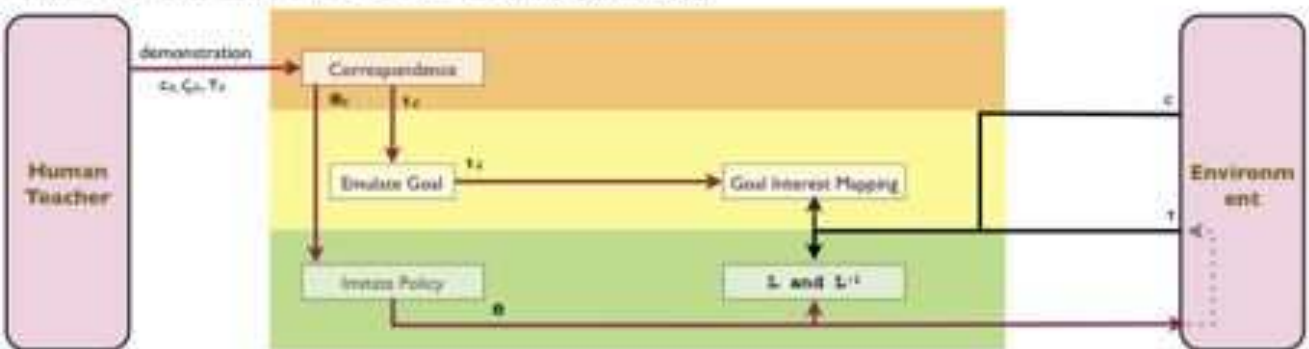 demonstration
Correspondence
Human
Teacher
Emulate Goal
Goal Interest Mapping
Environm
ent
Imitate Policy
L and L⁻¹
θ
c
τ